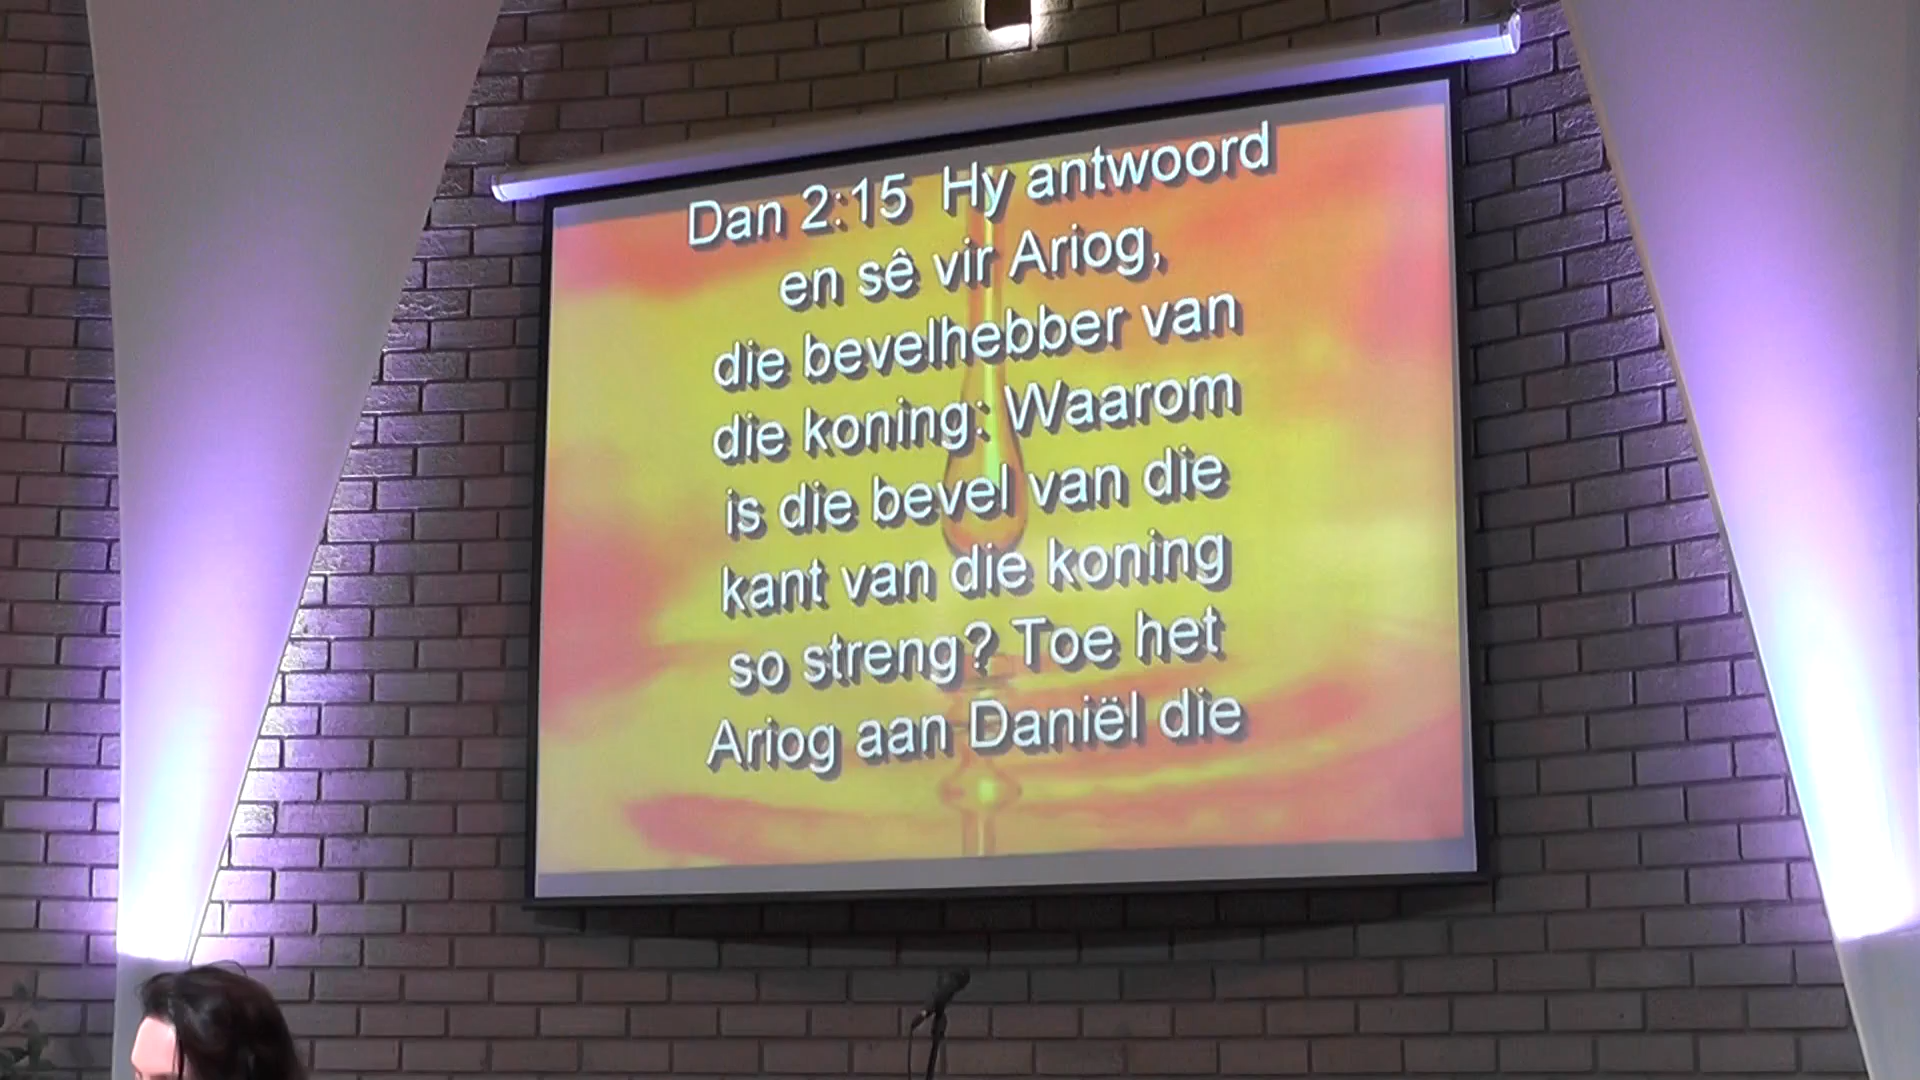 Dan 2:15 Hy antwoord
en sê vir Ariog,
die bevelhebber van
die koning: Waarom
is die bevel van die
kant van die koning
so streng? Toe het
Ariog aan Daniël die